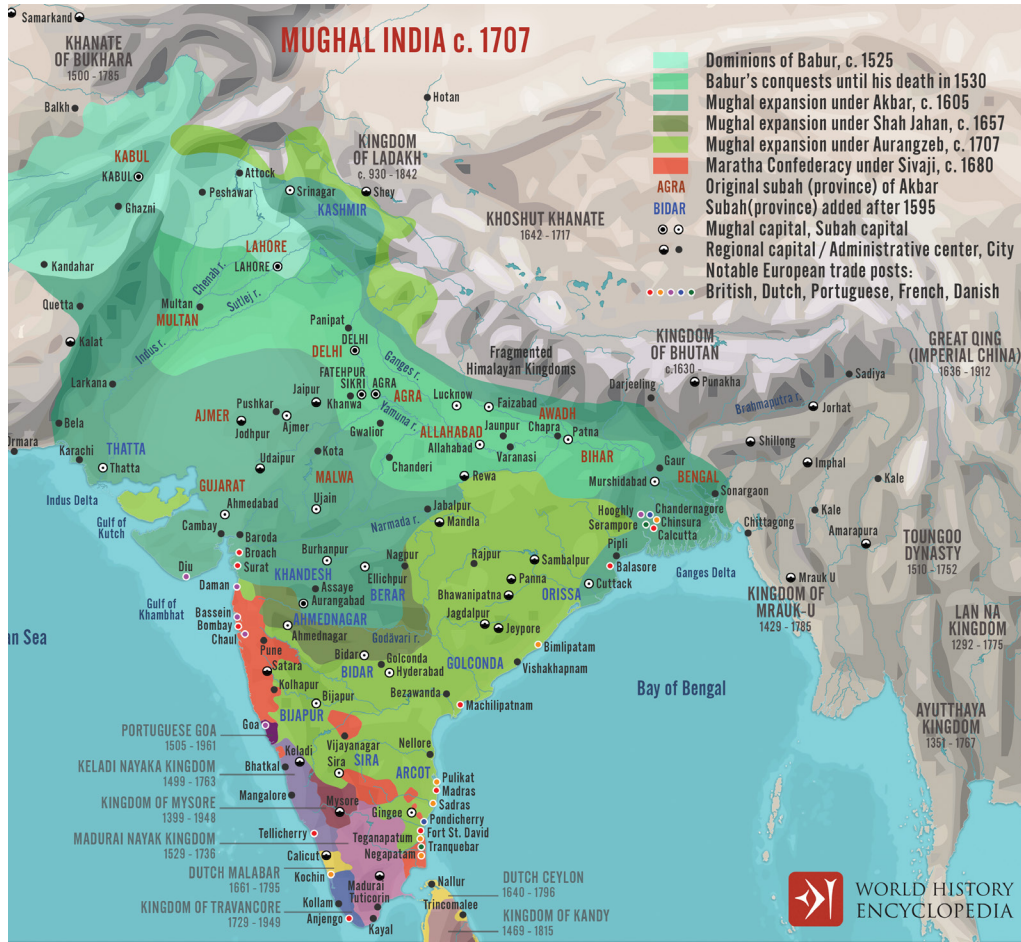 MUGHAL INDIA c. 1707
Dominions of Babur, c. 1525
Babur's conquests until his death in 1530
Mughal expansion under Akbar, c. 1605
Mughal expansion under Shah Jahan, c. 1657
Mughal expansion under Aurangzeb, c. 1707
Maratha Confederacy under Sivaji, c. 1680
AGRA Original subah (province) of Akbar
BIDAR Subah(province) added after 1595
Mughal capital, Subah capital
Regional capital / Administrative center, City
Notable European trade posts:
British, Dutch, Portuguese, French, Danish
Samarkand
KHANATE
OF BUKHARA
1500 - 1785
Balkh
Hotan
KABUL
KABUL
Attock
Peshawar
Ghazni
Srinagar
KASHMIR
KINGDOM
OF LADAKH
c. 930 - 1842
Shey
KHOSHUT KHANATE
1642 - 1717
LAHORE
LAHORE
Kandahar
Chenab r.
Sutlej r.
Quetta
Multan
MULTAN
Indus r.
Kalat
Panipat
DELHI
DELHI
Ganges r.
Fragmented
Himalayan Kingdoms
KINGDOM
OF BHUTAN
c.1630 -
Punakha
Darjeeling
GREAT QING
(IMPERIAL CHINA)
1636 - 1912
Sadiya
Brahmaputra r.
Jorhat
Shillong
Imphal
Larkana
FATEHPUR
SIKRI
AGRA
AGRA
Khanwa
Jaipur
Pushkar
AJMER
Ajmer
Jodhpur
Yamuna r.
Gwalior
Lucknow
Faizabad
AWADH
ALLAHABAD
Allahabad
Jaunpur
Chapra
Patna
Varanasi
BIHAR
Bela
Ormara
Karachi
THATTA
Thatta
Udaipur
Kota
Chanderi
MALWA
Rewa
Gaur
Murshidabad
BENGAL
Sonargaon
Indus Delta
Gulf of
Kutch
GUJARAT
Ahmedabad
Ujain
Cambay
Baroda
Broach
Surat
Narmada r.
Jabalpur
Mandla
Hooghly
Chandernagore
Serampore
Chinsura
Calcutta
Chittagong
Kale
Kale
Amarapura
TOUNGOO
DYNASTY
1510 - 1752
Diu
Daman
Gulf of
Khambhat
Burhanpur
KHANDESH
Ellichpur
Nagpur
Assaye
BERAR
Aurangabad
Rajpur
Sambalpur
Panna
Bhawanipatna
ORISSA
Pipli
Balasore
Cuttack
Ganges Delta
Mrauk U
KINGDOM OF
MRAUK-U
1429 - 1785
LAN NA
KINGDOM
1292 - 1775
an Sea
Bassein
Bombay
Chaul
AHMEDNAGAR
Ahmednagar
Godavari r.
Jagdalpur
Jeypore
Bimlipatam
Pune
Satara
Kolhapur
Bidar
BIDAR
Golconda
Hyderabad
GOLCONDA
Vishakhapnam
Bezawanda
Machilipatnam
Bay of Bengal
AYUTTHAYA
KINGDOM
1351 - 1767
Bijapur
BIJAPUR
Goa
PORTUGUESE GOA
1505 - 1961
Vijayanagar
Nellore
Keladi
Sira
SIRA
ARCOT
KELADI NAYAKA KINGDOM
1499 - 1763
Bhatkal
Pulikat
Madras
Sadras
KINGDOM OF MYSORE
1399 - 1948
Mangalore
Mysore
Gingee
Pondicherry
Fort St. David
Teganapatum
Tranquebar
Negapatam
MADURAI NAYAK KINGDOM
1529 - 1736
Tellicherry
Calicut
DUTCH MALABAR
1661 - 1795
Kochin
Madurai
Tuticorin
KINGDOM OF TRAVANCORE
1729 - 1949
Kollam
Anjengo
Kayal
Nallur
Trincomalee
DUTCH CEYLON
1640 - 1796
KINGDOM OF KANDY
1469 - 1815
WORLD HISTORY
ENCYCLOPEDIA